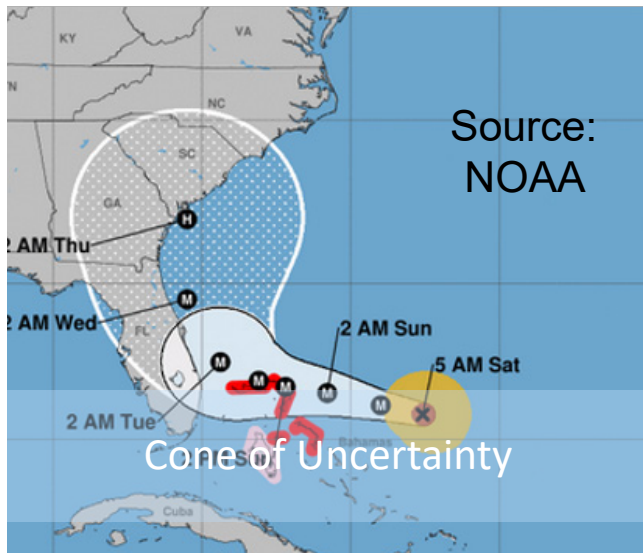 KY
VA
TN
NC
Source:
NOAA
SC
GA
H
2 AM Thu
M
2 AM Wed
2 AM Sun
FL
5 AM Sat
M
M
M
M
M
2 AM Tue
Bahamas
Cone of Uncertainty
Cuba